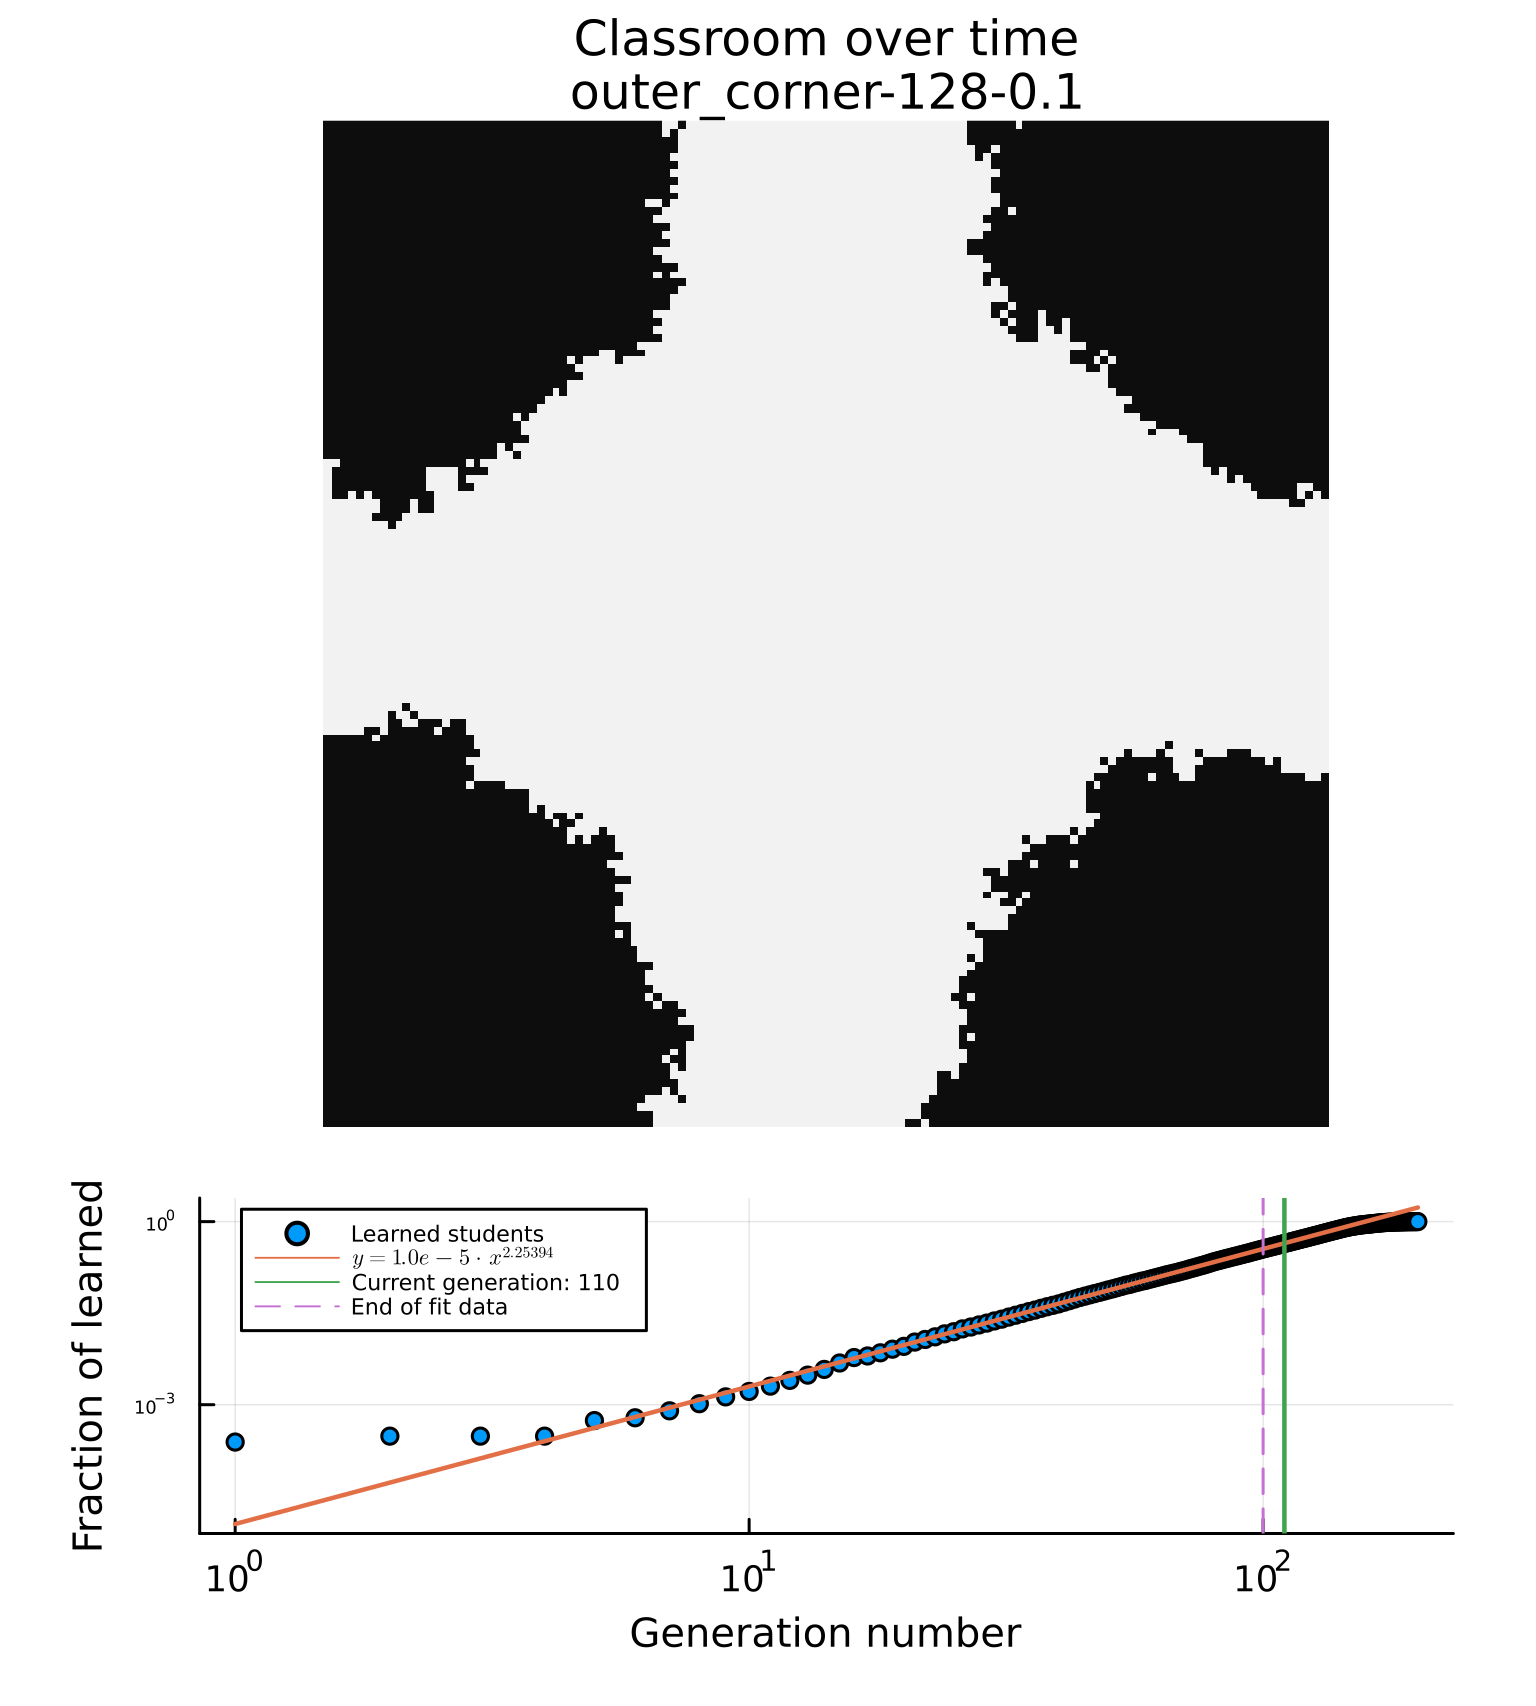 Classroom over time
outer_corner-128-0.1
Fraction of learned
10^0
10^−3
Learned students
y = 1.0e − 5 · x^2.25394
Current generation: 110
End of fit data
10^0
10^1
10^2
Generation number